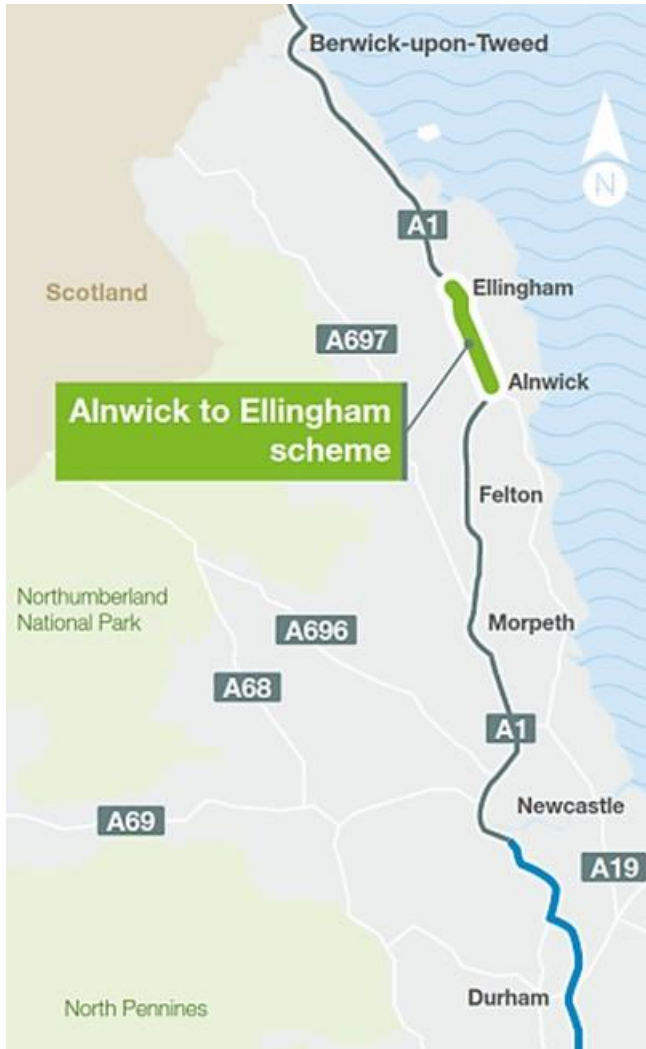 Berwick-upon-Tweed
N
A1
Scotland
Ellingham
A697
Alnwick
Alnwick to Ellingham
scheme
Felton
Northumberland
National Park
Morpeth
A696
A68
A1
Newcastle
A69
A19
Durham
North Pennines